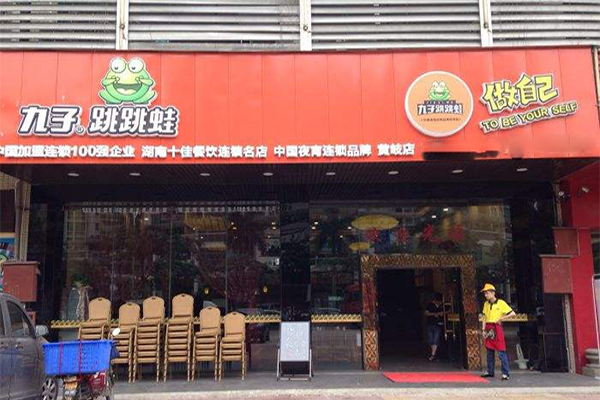 九子 跳跳蛙
九子跳跳蛙
做自己
TO BE YOUR SELF
中国加盟连锁100强企业 湖南十佳餐饮连锁名店 中国夜宵连锁品牌 黄岐店